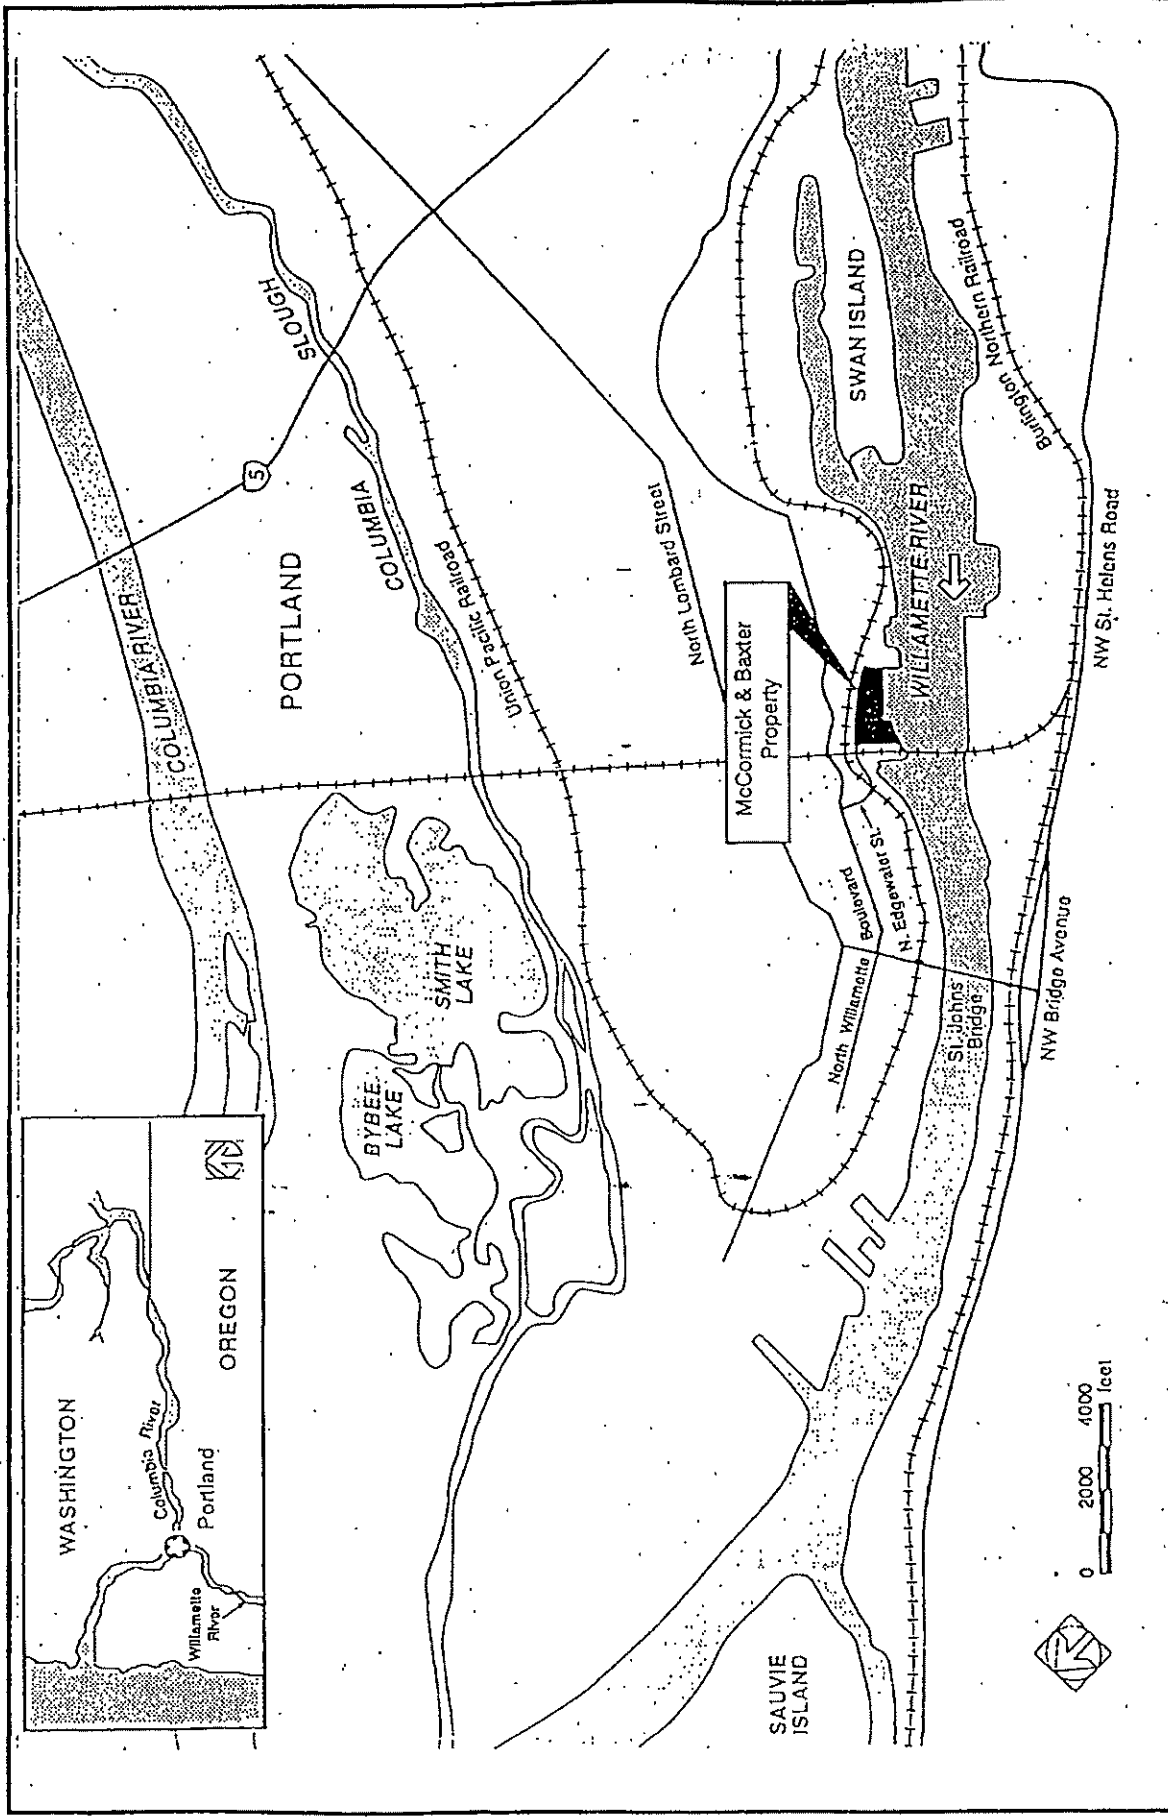 WASHINGTON
Columbia River
Portland
OREGON
Willamette
River
COLUMBIA RIVER
5
PORTLAND
COLUMBIA
SLOUGH
BYBEE
LAKE
SMITH
LAKE
Union Pacific Railroad
North Lombard Street
McCormick & Baxter
Property
SWAN ISLAND
North Willamette
Boulevard
N. Edgewater St.
WILLAMETTE RIVER
St. Johns
Bridge
Burlington Northern Railroad
SAUVIE
ISLAND
NW Bridge Avenue
NW St. Helens Road
0 2000 4000
feet